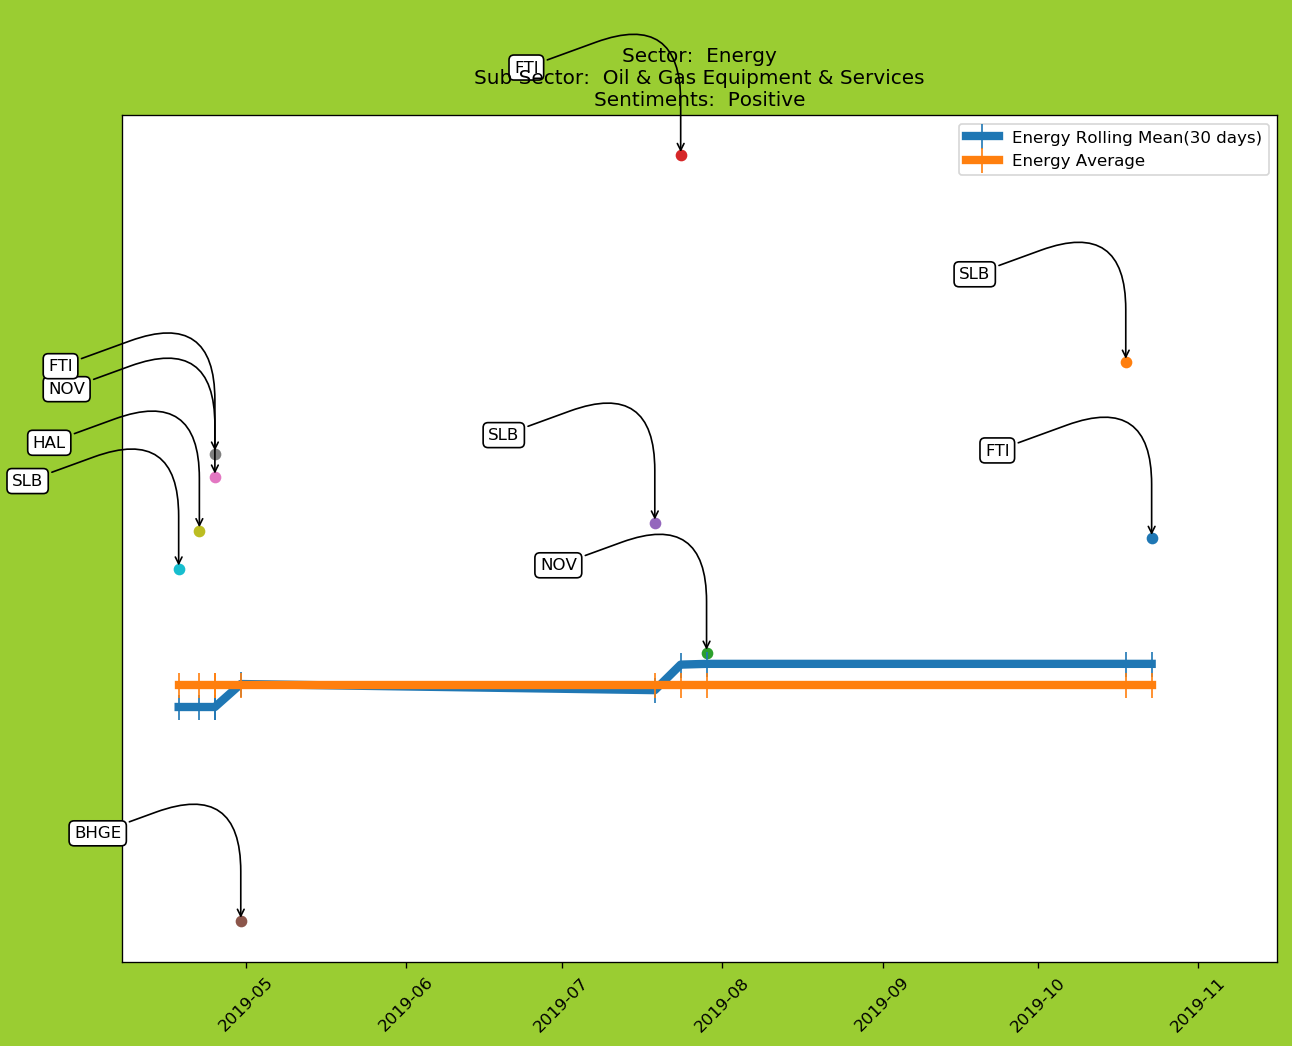 FTI
Sector:  Energy
Sub Sector:  Oil & Gas Equipment & Services
Sentiments:  Positive
Energy Rolling Mean(30 days)
Energy Average
SLB
FTI
NOV
HAL
SLB
SLB
FTI
NOV
BHGE
2019-05
2019-06
2019-07
2019-08
2019-09
2019-10
2019-11